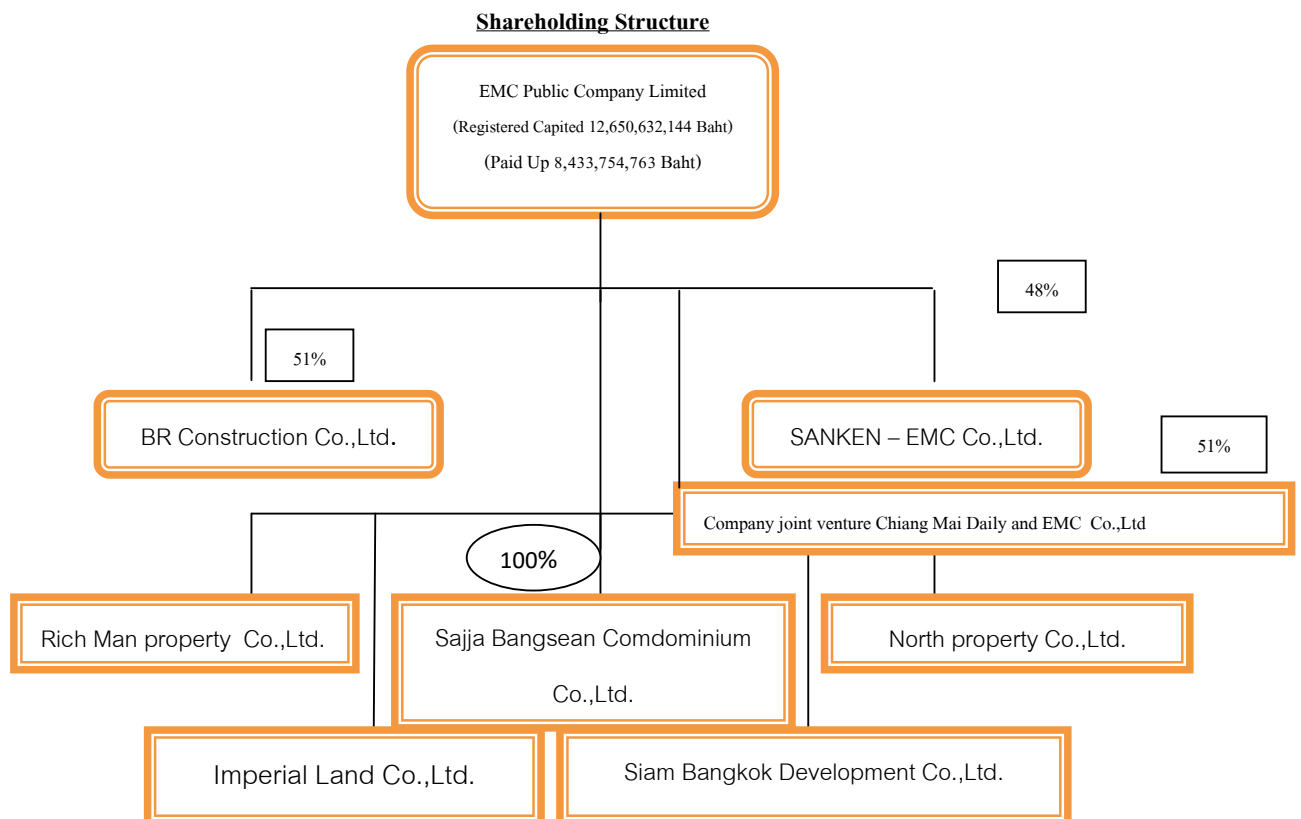 Shareholding Structure
EMC Public Company Limited
(Registered Capited 12,650,632,144 Baht)
(Paid Up 8,433,754,763 Baht)
48%
51%
BR Construction Co.,Ltd.
SANKEN – EMC Co.,Ltd.
51%
Company joint venture Chiang Mai Daily and EMC Co.,Ltd
100%
Rich Man property Co.,Ltd.
Sajja Bangsean Comdominium
Co.,Ltd.
North property Co.,Ltd.
Imperial Land Co.,Ltd.
Siam Bangkok Development Co.,Ltd.